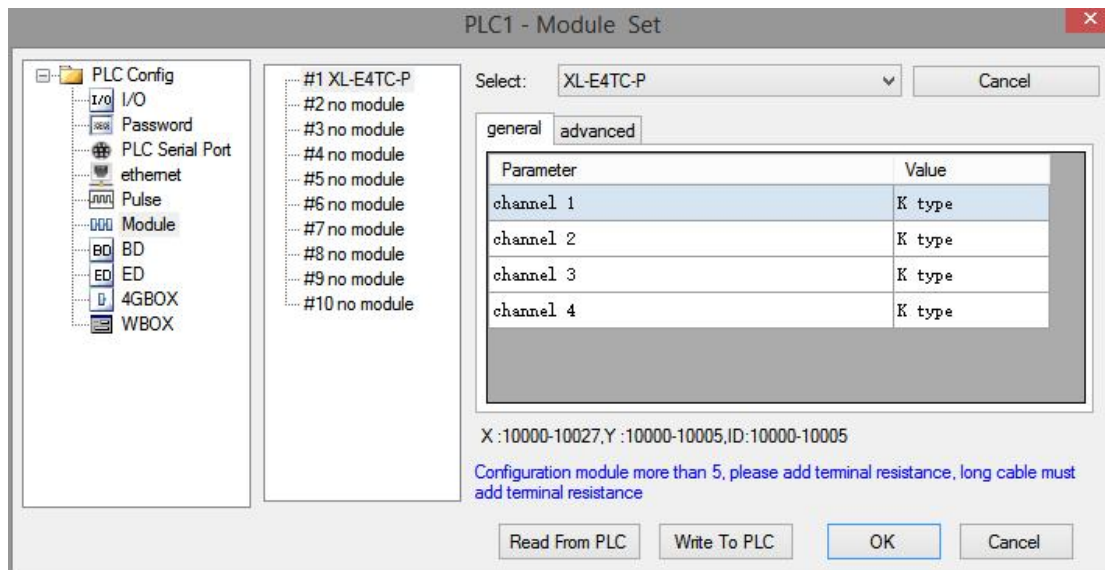 PLC1 - Module Set
PLC Config
I/O I/O
Password
PLC Serial Port
ethernet
Pulse
Module
BD BD
ED ED
4GBOX
WBOX
#1 XL-E4TC-P
#2 no module
#3 no module
#4 no module
#5 no module
#6 no module
#7 no module
#8 no module
#9 no module
#10 no module
Select: XL-E4TC-P Cancel
general advanced
Parameter Value
channel 1 K type
channel 2 K type
channel 3 K type
channel 4 K type
X :10000-10027,Y :10000-10005,ID:10000-10005
Configuration module more than 5, please add terminal resistance, long cable must
add terminal resistance
Read From PLC Write To PLC OK Cancel